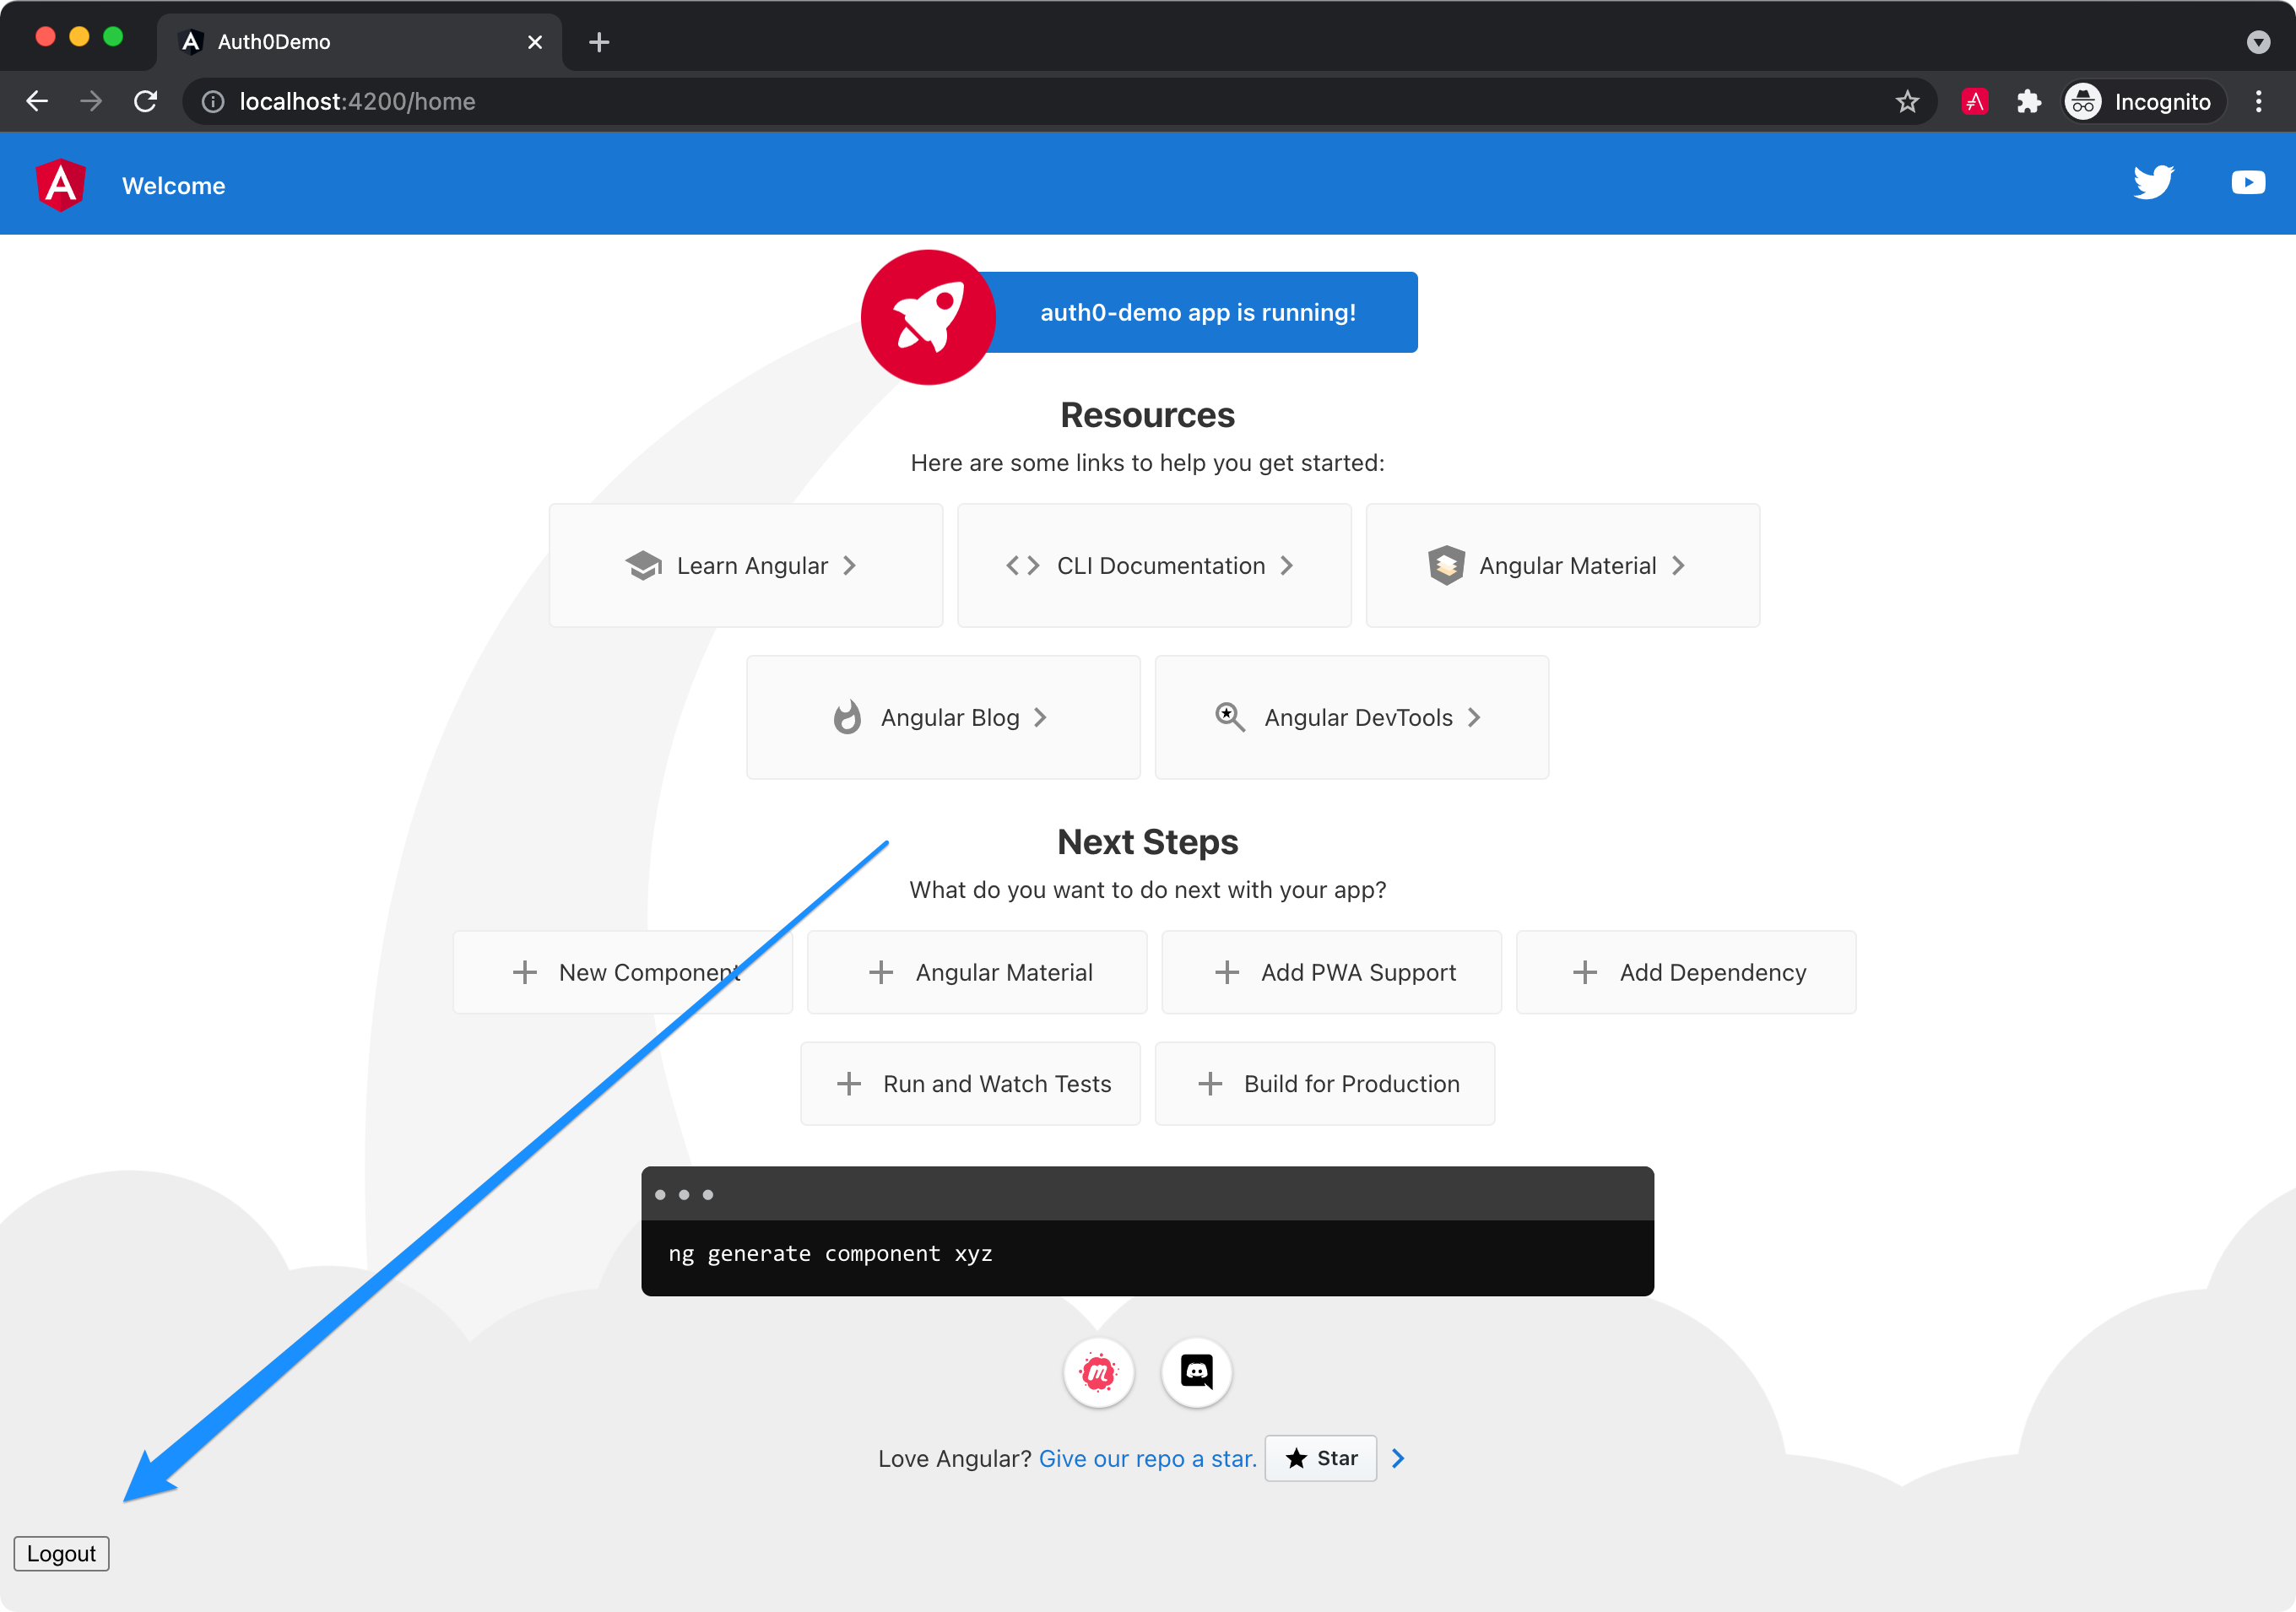 Auth0Demo
localhost:4200/home
Incognito
Welcome
auth0-demo app is running!
Resources
Here are some links to help you get started:
Learn Angular
CLI Documentation
Angular Material
Angular Blog
Angular DevTools
Next Steps
What do you want to do next with your app?
New Component
Angular Material
Add PWA Support
Add Dependency
Run and Watch Tests
Build for Production
ng generate component xyz
Love Angular? Give our repo a star. Star
Logout